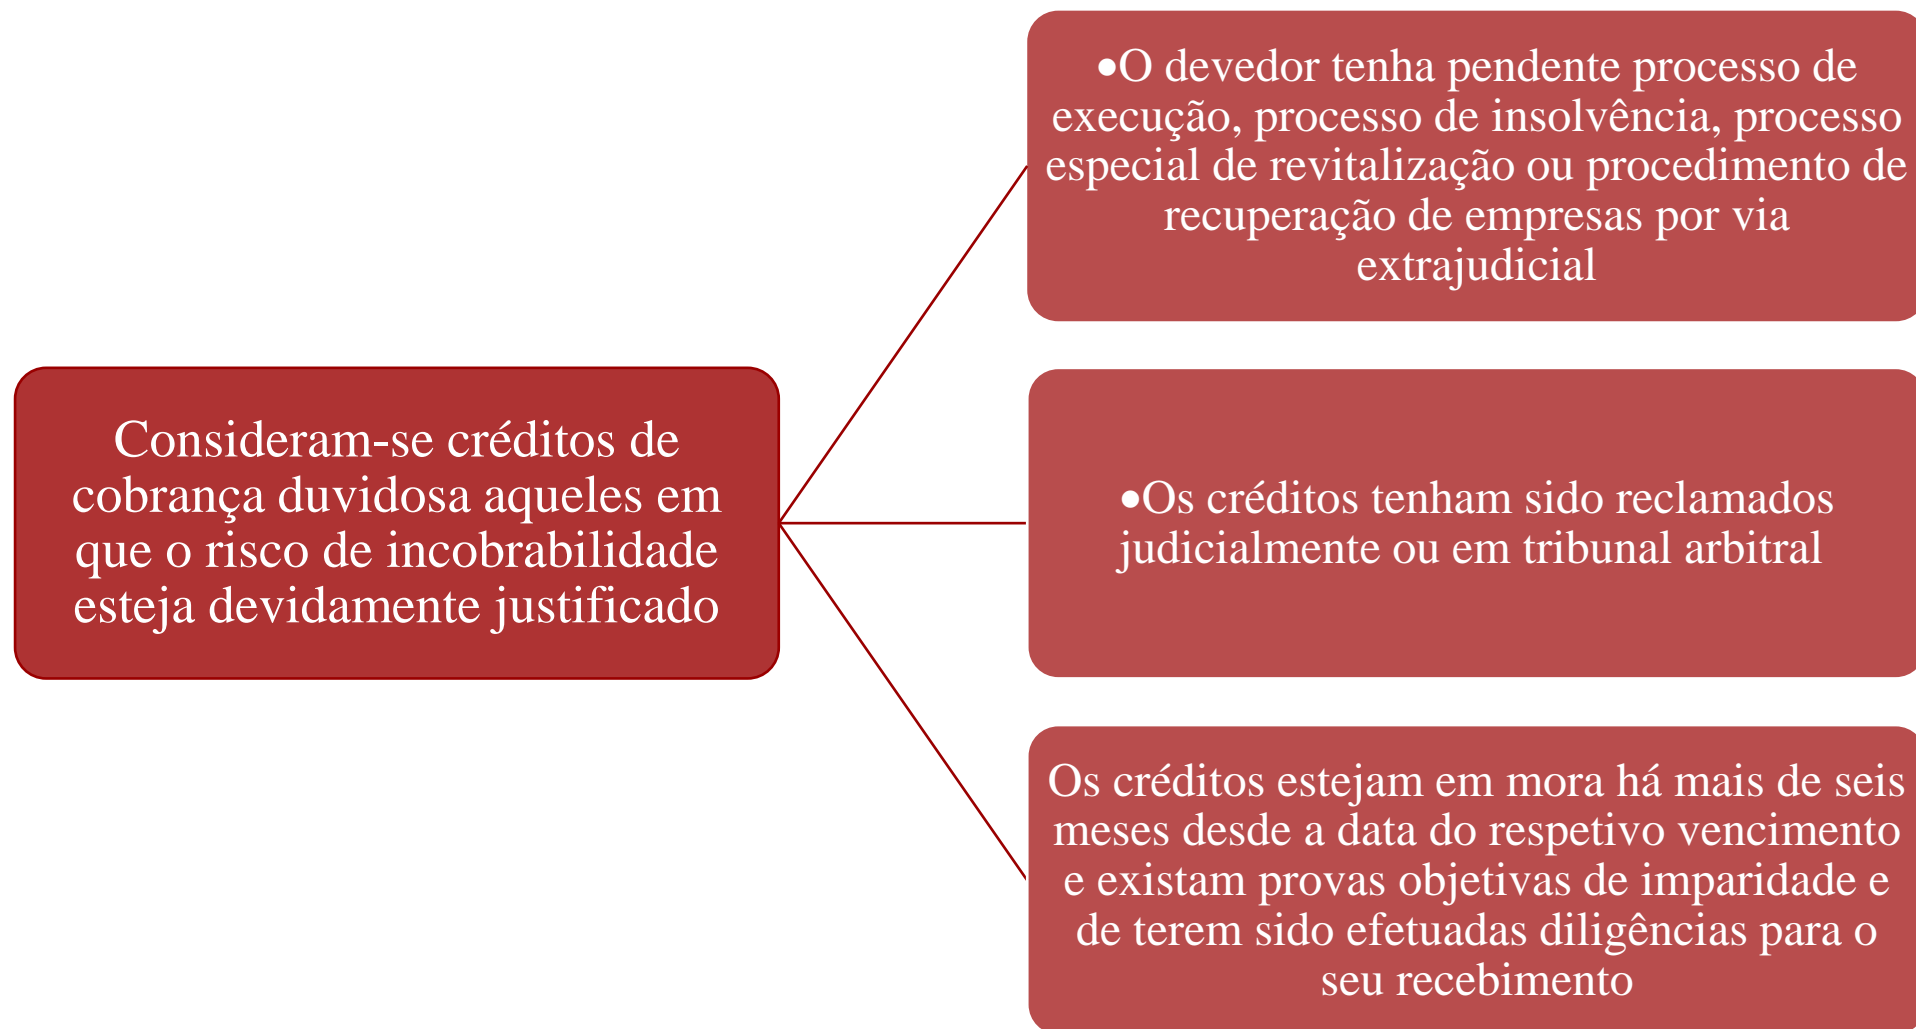 Consideram-se créditos de
cobrança duvidosa aqueles em
que o risco de incobrabilidade
esteja devidamente justificado
•O devedor tenha pendente processo de
execução, processo de insolvência, processo
especial de revitalização ou procedimento de
recuperação de empresas por via
extrajudicial
•Os créditos tenham sido reclamados
judicialmente ou em tribunal arbitral
Os créditos estejam em mora há mais de seis
meses desde a data do respetivo vencimento
e existam provas objetivas de imparidade e
de terem sido efetuadas diligências para o
seu recebimento